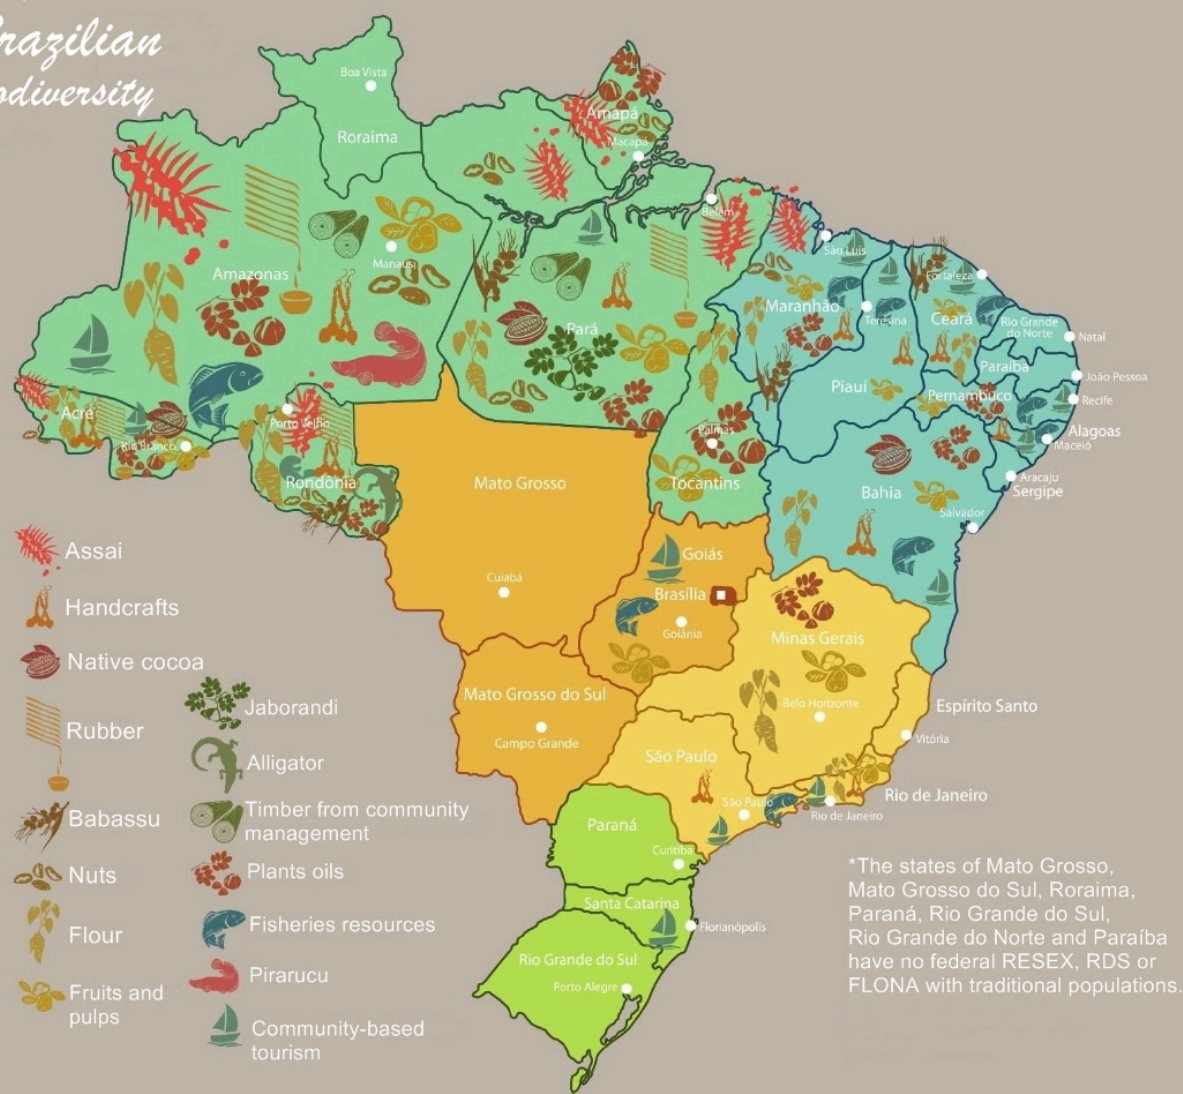 Brazilian
odiversity
Boa Vista
Roraima
Amapá
Macapá
Belém
São Luís
Fortaleza
Amazonas
Manaus
Pará
Maranhão
Teresina
Ceará
Rio Grande
do Norte
Natal
Paraíba
João Pessoa
Piauí
Pernambuco
Recife
Acre
Rio Branco
Porto Velho
Rondônia
Palmas
Tocantins
Alagoas
Maceió
Aracaju
Sergipe
Bahia
Salvador
Mato Grosso
Cuiabá
Goiás
Brasília
Goiânia
Minas Gerais
Belo Horizonte
Mato Grosso do Sul
Campo Grande
Espírito Santo
Vitória
São Paulo
São Paulo
Rio de Janeiro
Rio de Janeiro
Paraná
Curitiba
Santa Catarina
Florianópolis
Rio Grande do Sul
Porto Alegre
Assai
Handcrafts
Native cocoa
Rubber
Babassu
Nuts
Flour
Fruits and
pulps
Jaborandi
Alligator
Timber from community
management
Plants oils
Fisheries resources
Pirarucu
Community-based
tourism
*The states of Mato Grosso,
Mato Grosso do Sul, Roraima,
Paraná, Rio Grande do Sul,
Rio Grande do Norte and Paraíba
have no federal RESEX, RDS or
FLONA with traditional populations.